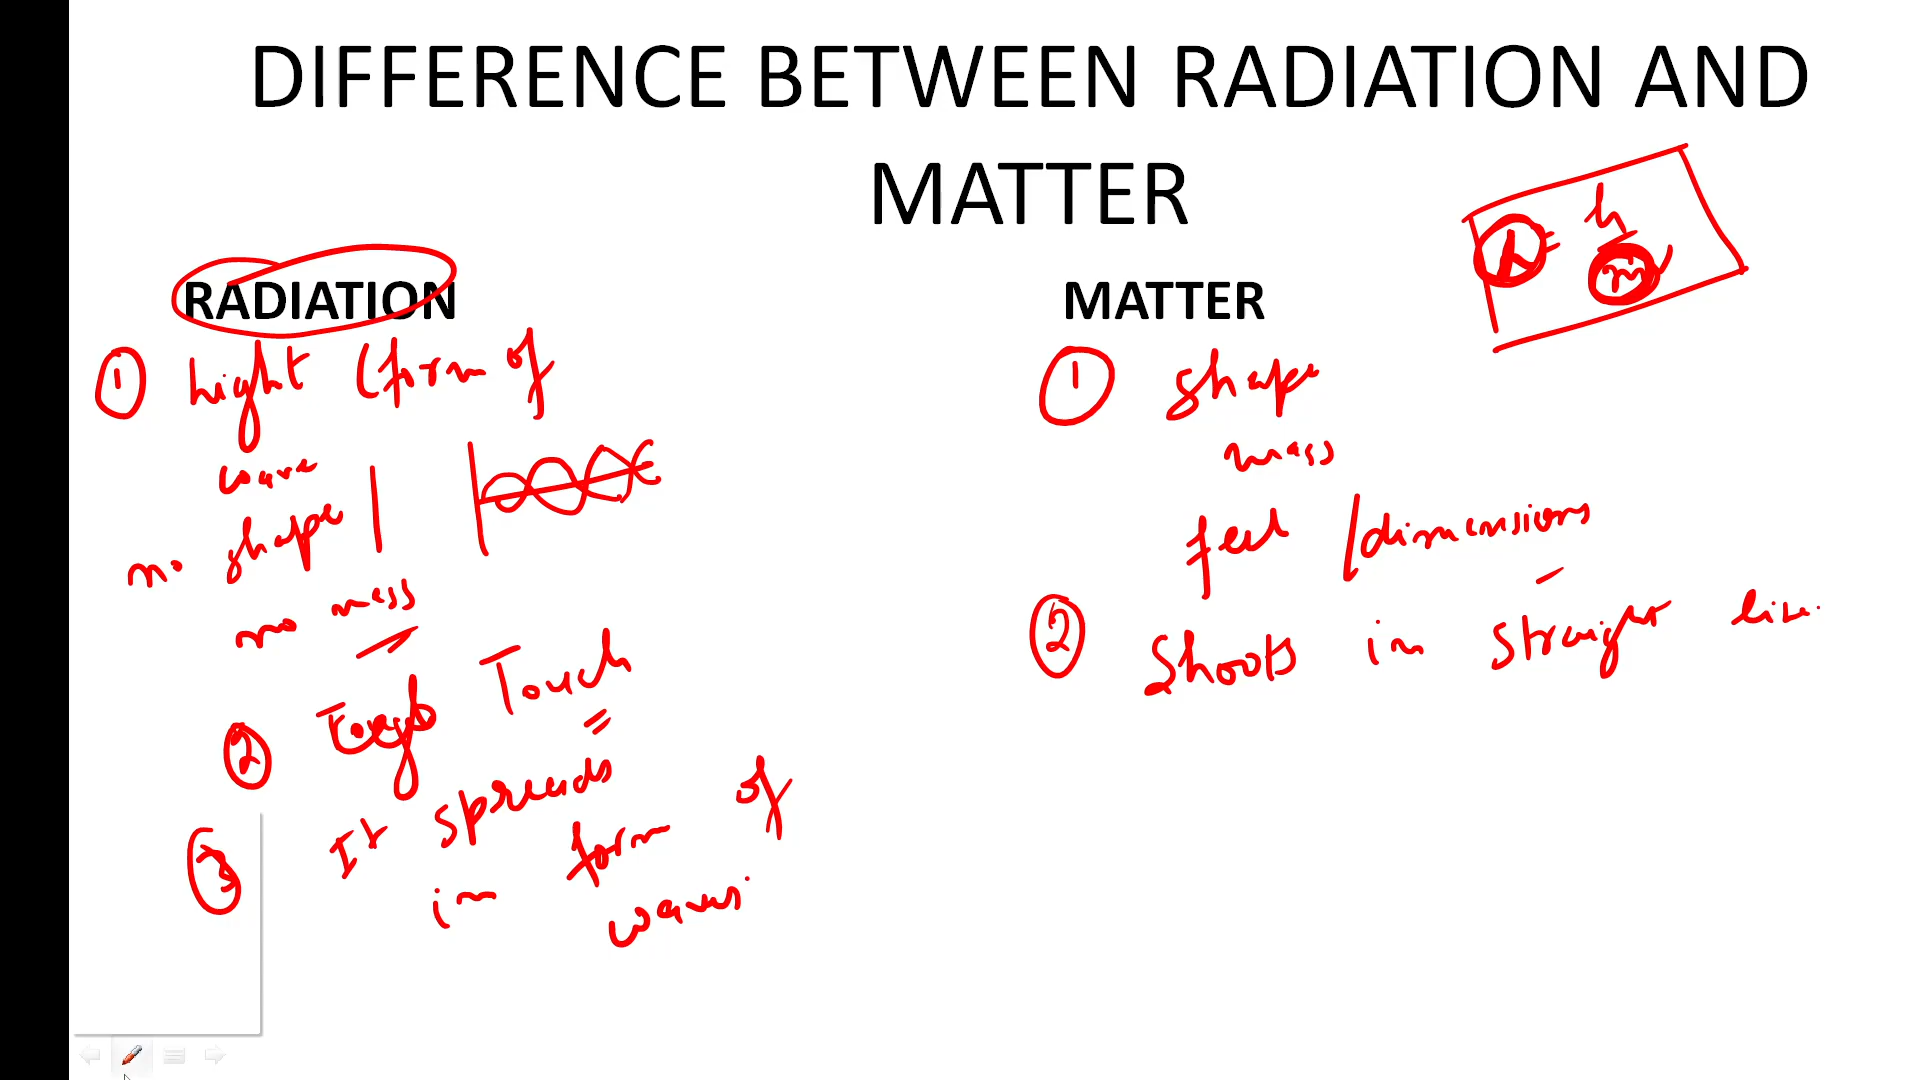 DIFFERENCE BETWEEN RADIATION AND
MATTER
λ = h
mv
RADIATION
① Light (form of
wave
no shape
no mass
② Touch
③ It spreads
in form of
waves
MATTER
① Shape
mass
feel / dimensions
② Shoots in straight line